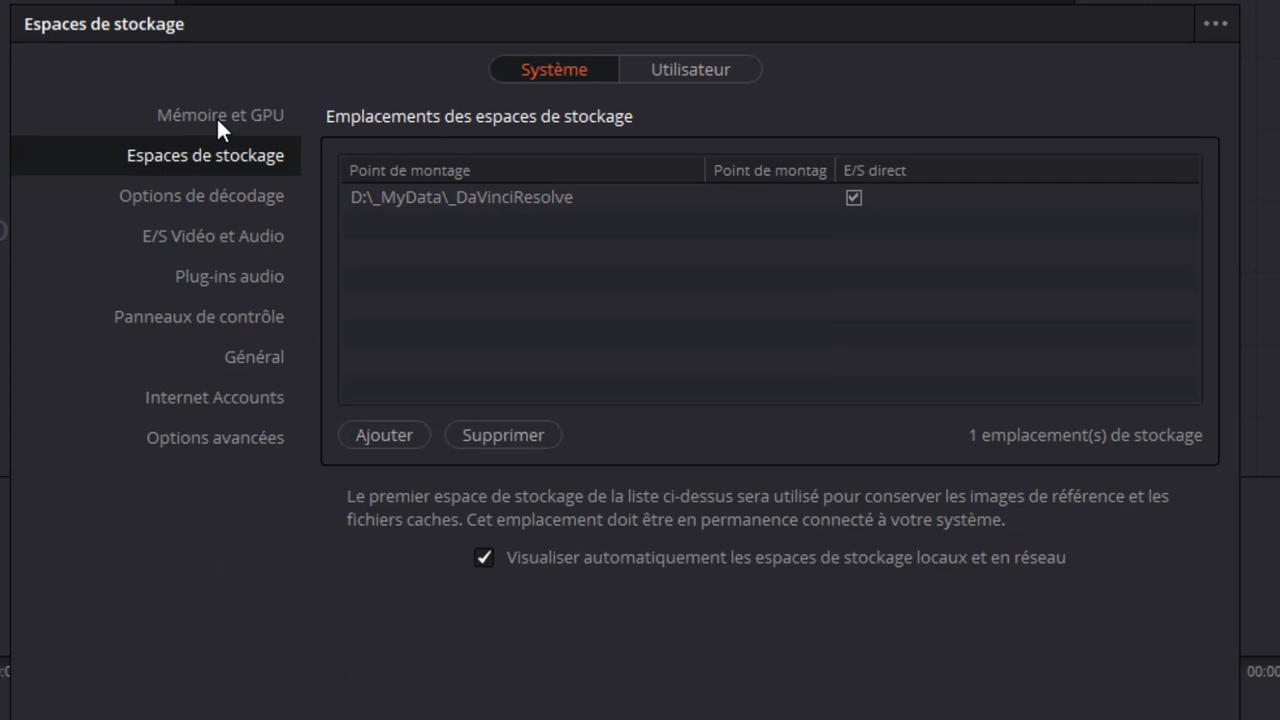 Espaces de stockage
Système
Utilisateur
Mémoire et GPU
Espaces de stockage
Options de décodage
E/S Vidéo et Audio
Plug-ins audio
Panneaux de contrôle
Général
Internet Accounts
Options avancées
Emplacements des espaces de stockage
Point de montage
Point de montag
E/S direct
D:\_MyData\_DaVinciResolve
Ajouter
Supprimer
1 emplacement(s) de stockage
Le premier espace de stockage de la liste ci-dessus sera utilisé pour conserver les images de référence et les
fichiers caches. Cet emplacement doit être en permanence connecté à votre système.
Visualiser automatiquement les espaces de stockage locaux et en réseau